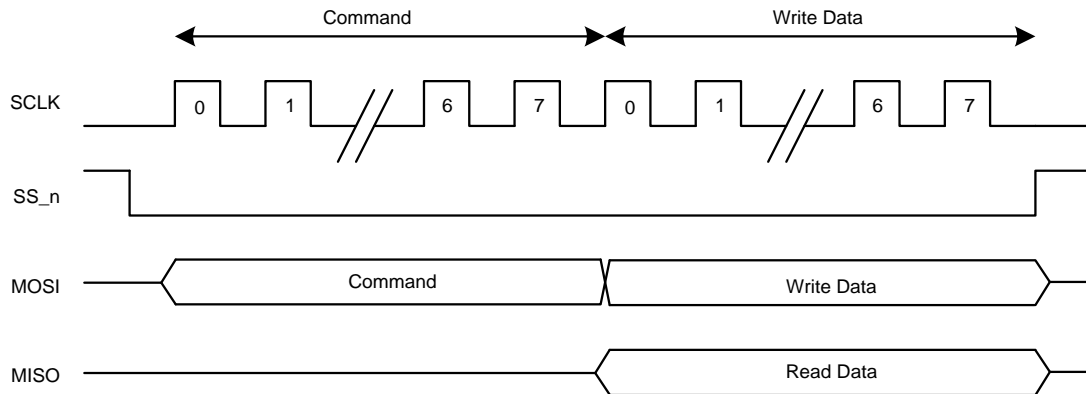 Command Write Data
SCLK 0 1 6 7 0 1 6 7
SS_n
MOSI Command Write Data
MISO Read Data